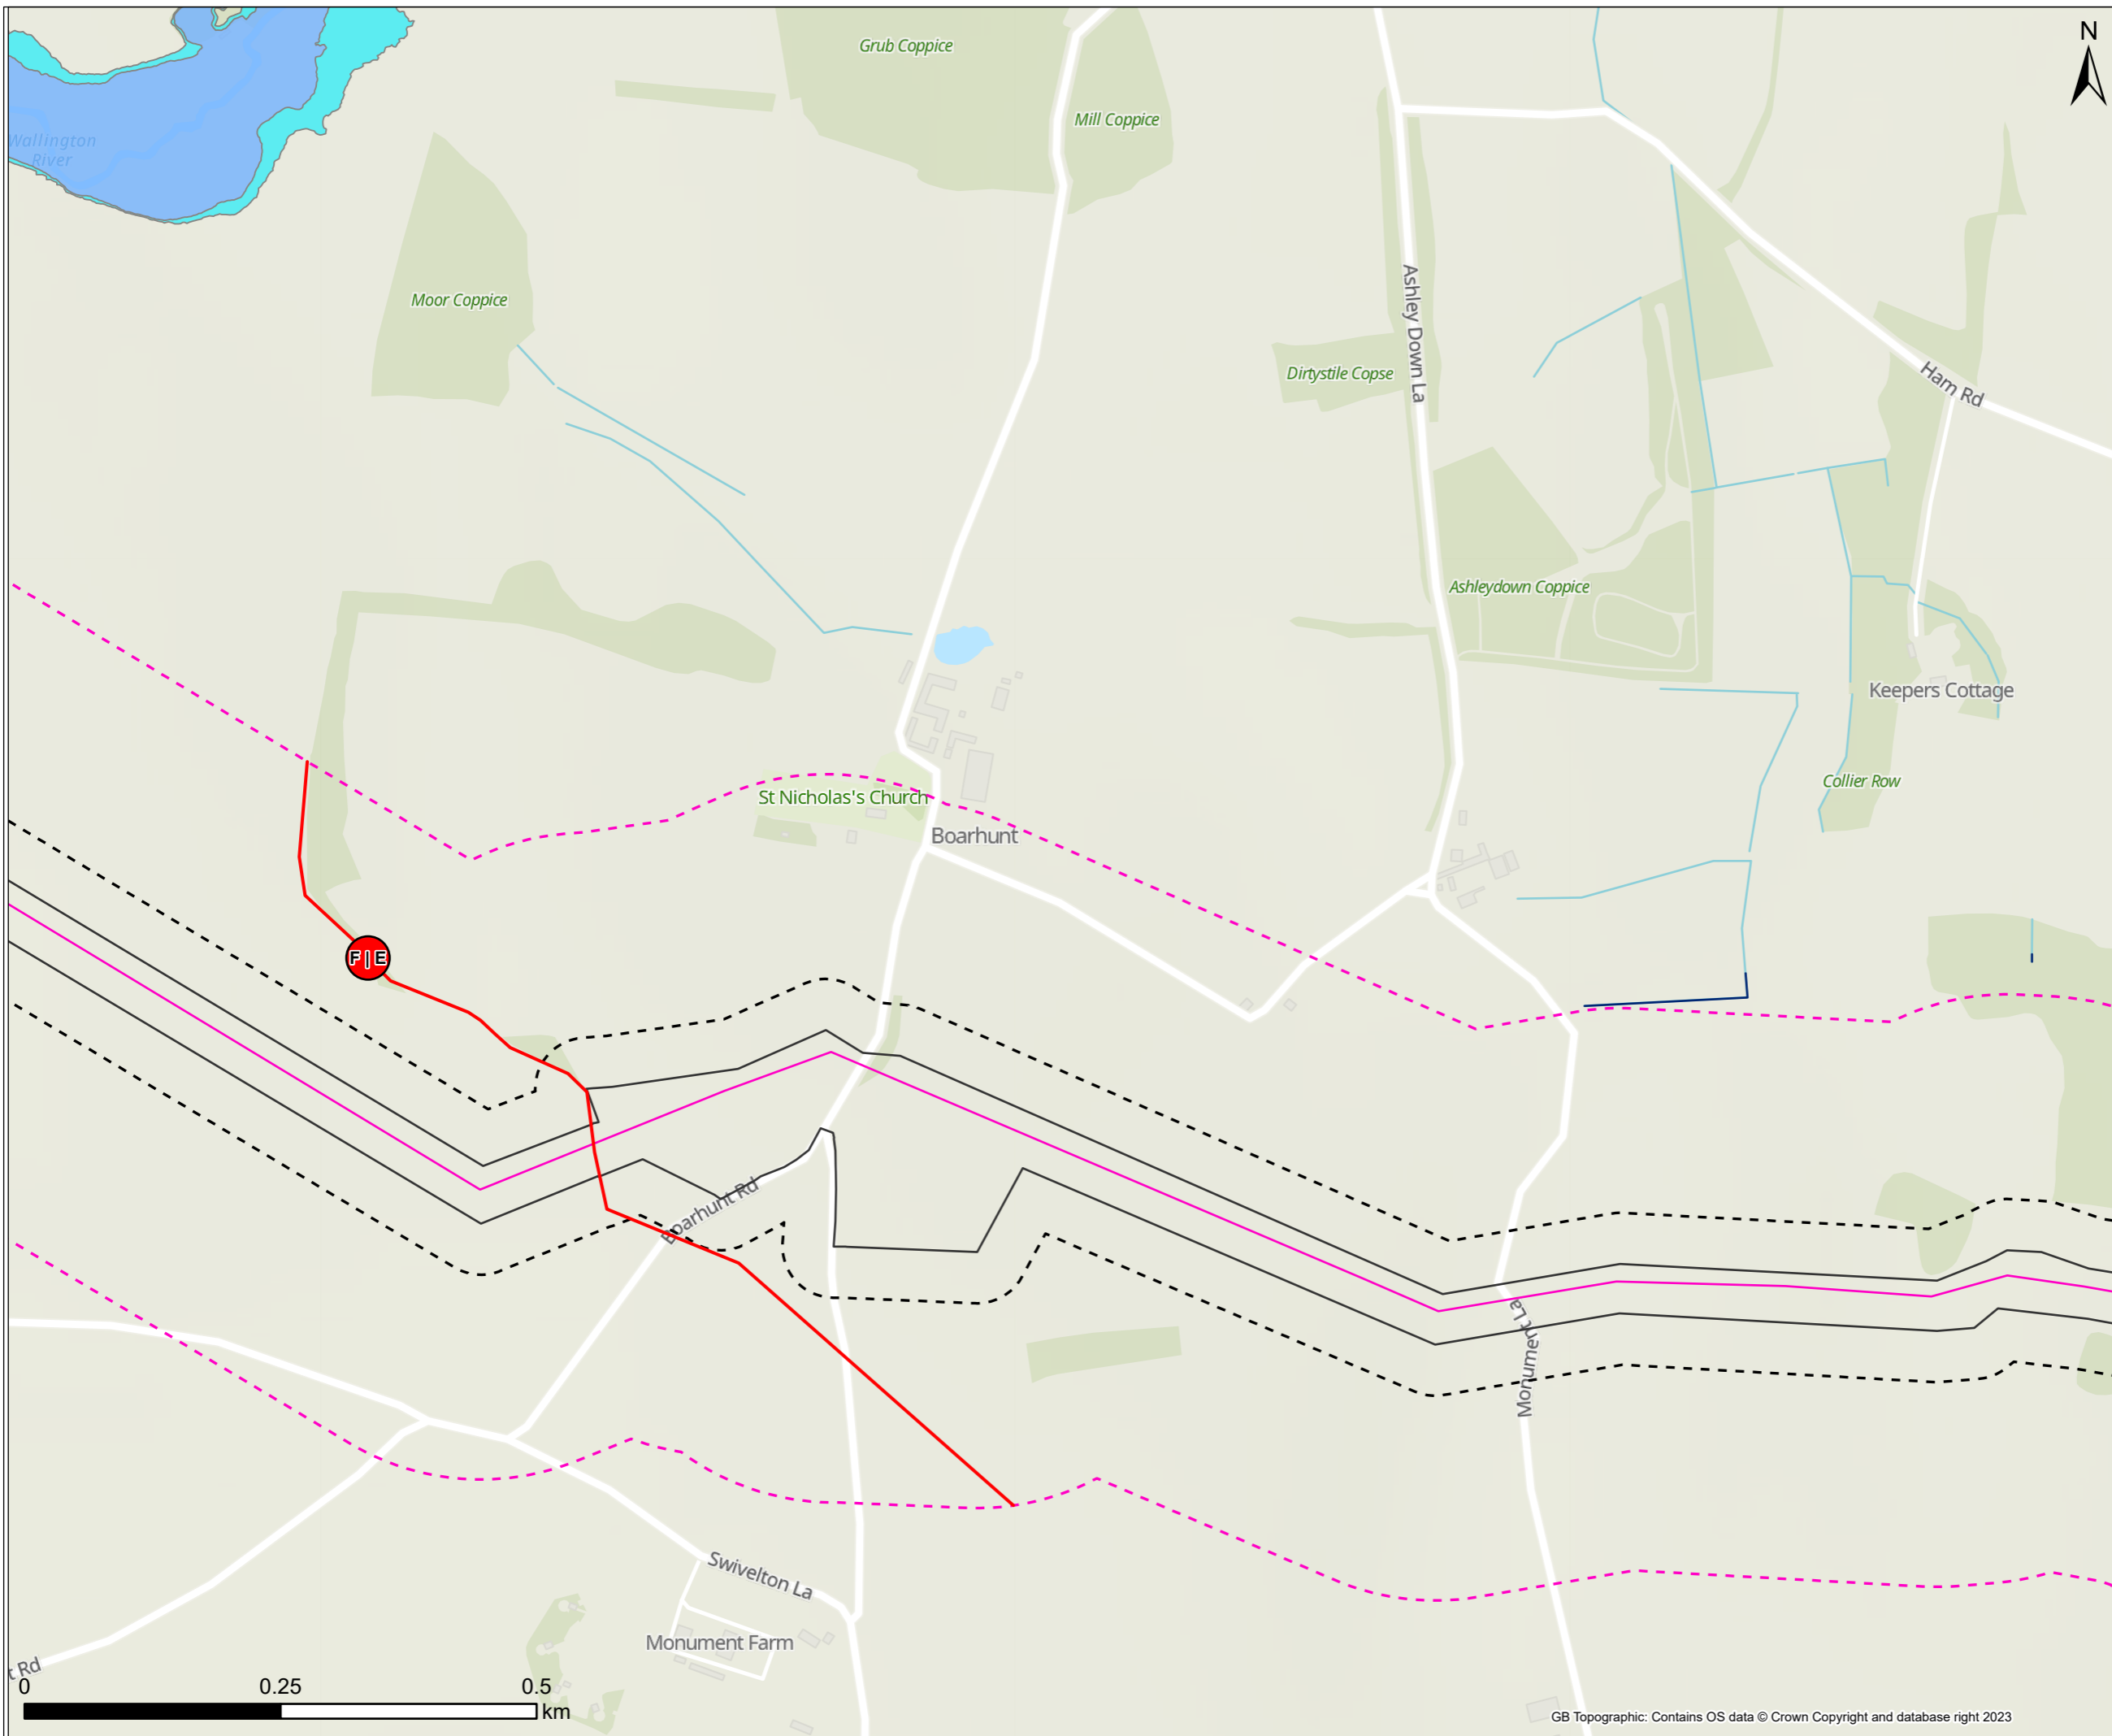 N
Grub Coppice
Mill Coppice
Wallington
River
Moor Coppice
Ashley Down La
Dirtystile Copse
Ham Rd
Ashleydown Coppice
Keepers Cottage
Collier Row
St Nicholas's Church
Boarhunt
F | E
Boarhunt Rd
Monument La
Swivelton La
Monument Farm
t Rd
0 0.25 0.5
km
GB Topographic: Contains OS data © Crown Copyright and database right 2023